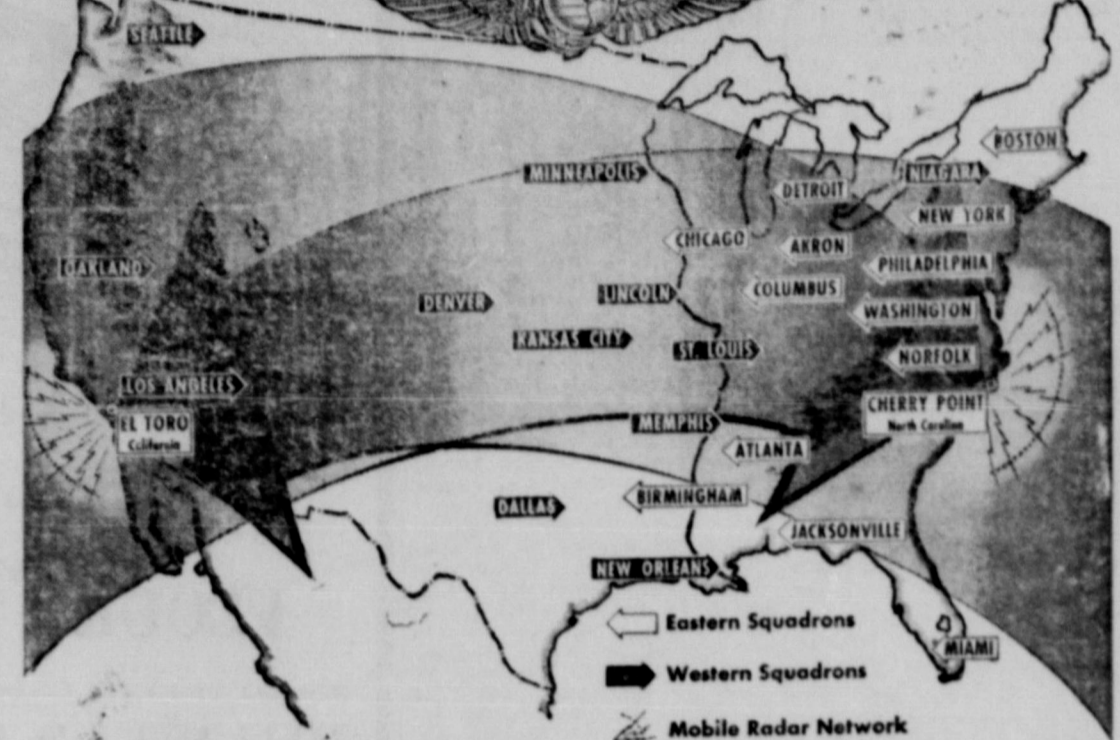 SEATTLE
BOSTON
MINNEAPOLIS
NIAGARA
DETROIT
NEW YORK
CHICAGO
AKRON
OAKLAND
PHILADELPHIA
COLUMBUS
LINCOLN
DENVER
WASHINGTON
KANSAS CITY
ST. LOUIS
NORFOLK
LOS ANGELES
CHERRY POINT
North Carolina
EL TORO
California
MEMPHIS
ATLANTA
BIRMINGHAM
DALLAS
JACKSONVILLE
NEW ORLEANS
Eastern Squadrons
MIAMI
Western Squadrons
Mobile Radar Network